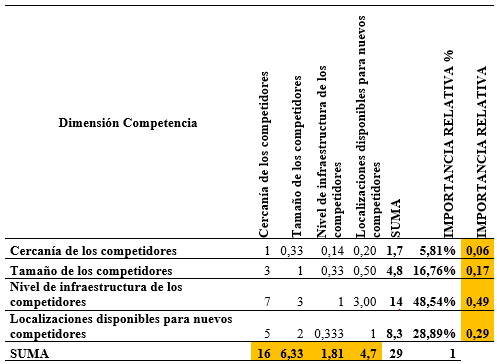 Dimensión Competencia
Cercanía de los competidores
Tamaño de los competidores
Nivel de infraestructura de los
competidores
Localizaciones disponibles para nuevos
competidores
SUMA
IMPORTANCIA RELATIVA %
IMPORTANCIA RELATIVA
Cercanía de los competidores 1 0,33 0,14 0,20 1,7 5,81% 0,06
Tamaño de los competidores 3 1 0,33 0,50 4,8 16,76% 0,17
Nivel de infraestructura de los
competidores 7 3 1 3,00 14 48,54% 0,49
Localizaciones disponibles para nuevos
competidores 5 2 0,333 1 8,3 28,89% 0,29
SUMA 16 6,33 1,81 4,7 29 1